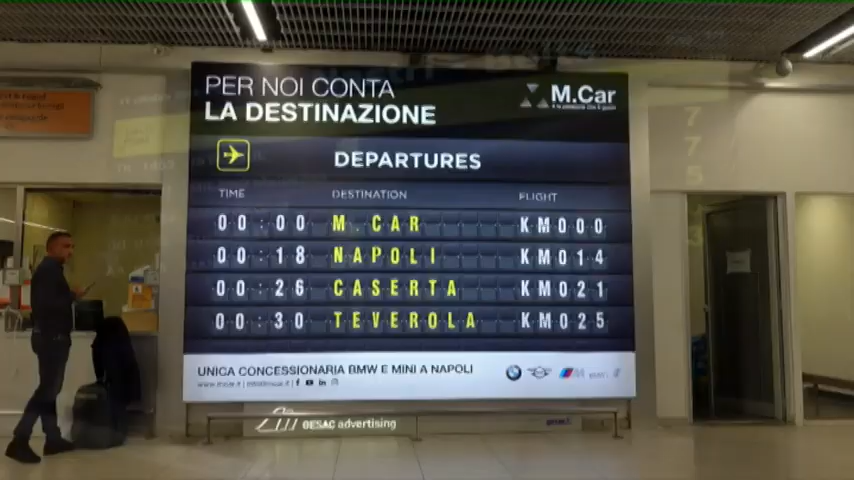 PER NOI CONTA
LA DESTINAZIONE
M.Car
DEPARTURES
TIME DESTINATION FLIGHT
00:00 M.CAR KM000
00:18 NAPOLI KM014
00:26 CASERTA KM021
00:30 TEVEROLA KM025
UNICA CONCESSIONARIA BMW E MINI A NAPOLI
GESAC advertising
775